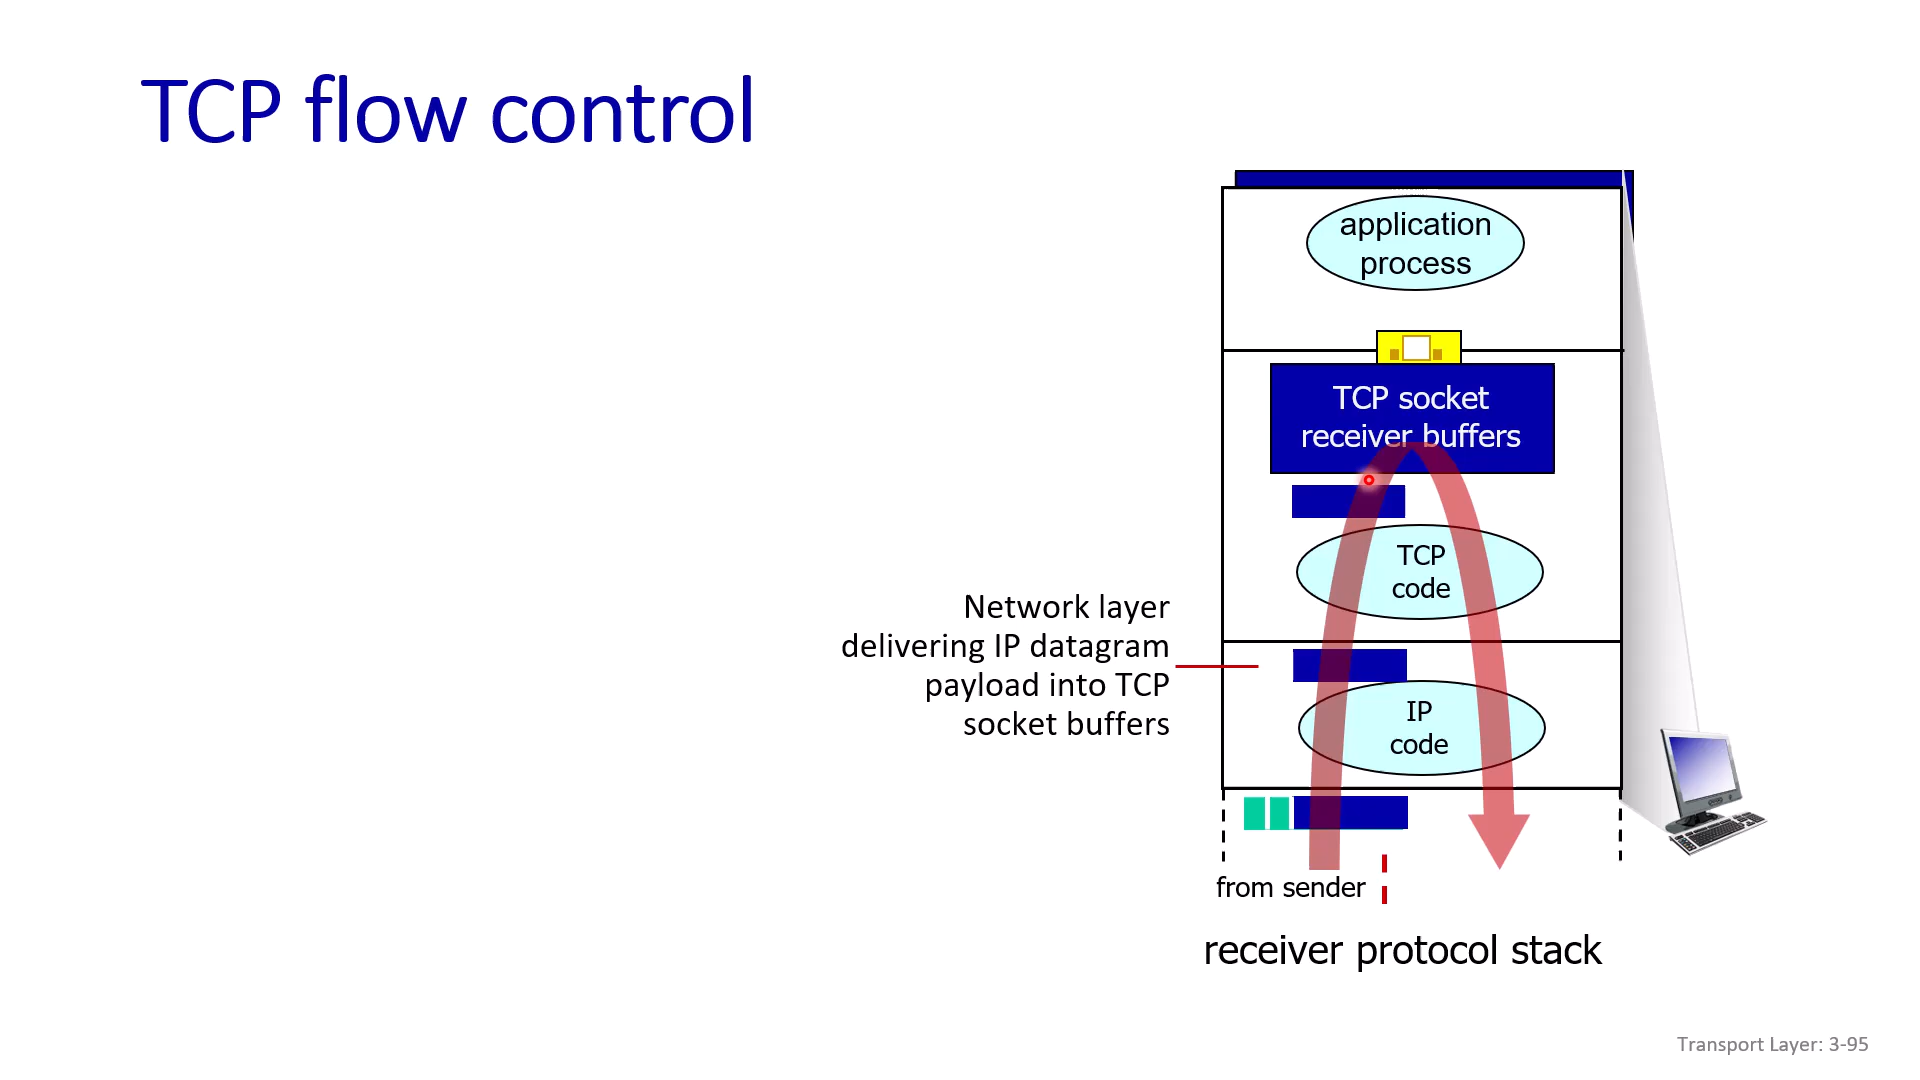 TCP flow control
application
process
TCP socket
receiver buffers
TCP
code
Network layer
delivering IP datagram
payload into TCP
socket buffers
IP
code
from sender
receiver protocol stack
Transport Layer: 3-95